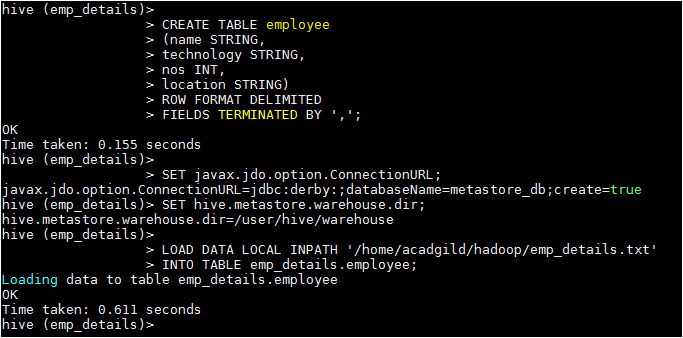 hive (emp_details)>
> CREATE TABLE employee
> (name STRING,
> technology STRING,
> nos INT,
> location STRING)
> ROW FORMAT DELIMITED
> FIELDS TERMINATED BY ',';
OK
Time taken: 0.155 seconds
hive (emp_details)>
> SET javax.jdo.option.ConnectionURL;
javax.jdo.option.ConnectionURL=jdbc:derby:;databaseName=metastore_db;create=true
hive (emp_details)> SET hive.metastore.warehouse.dir;
hive.metastore.warehouse.dir=/user/hive/warehouse
hive (emp_details)>
> LOAD DATA LOCAL INPATH '/home/acadgild/hadoop/emp_details.txt'
> INTO TABLE emp_details.employee;
Loading data to table emp_details.employee
OK
Time taken: 0.611 seconds
hive (emp_details)>